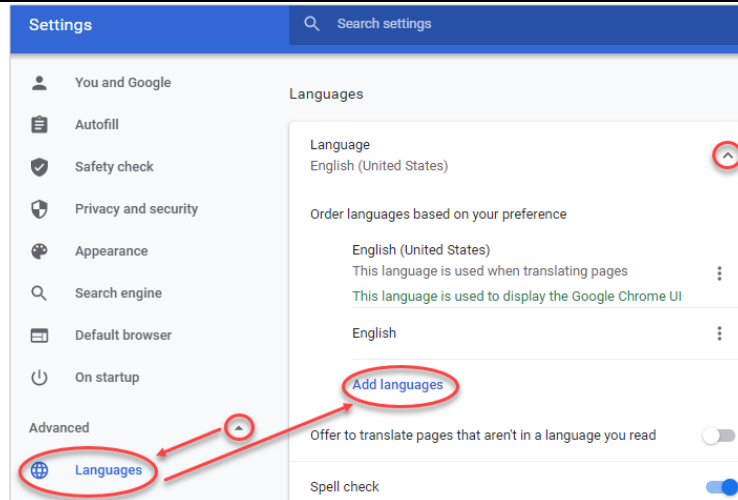 Settings
Search settings
You and Google
Autofill
Safety check
Privacy and security
Appearance
Search engine
Default browser
On startup
Advanced
Languages
Languages
Language
English (United States)
Order languages based on your preference
English (United States)
This language is used when translating pages
This language is used to display the Google Chrome UI
English
Add languages
Offer to translate pages that aren't in a language you read
Spell check